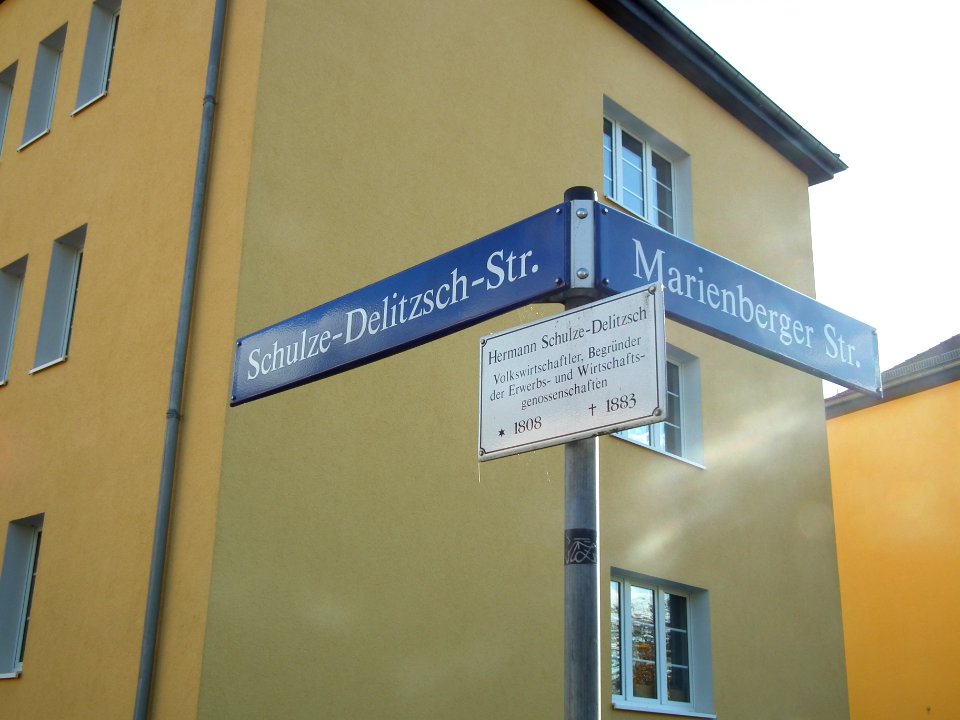 Schulze-Delitzsch-Str.
Marienberger Str.
Hermann Schulze-Delitzsch
Volkswirtschaftler, Begründer
der Erwerbs- und Wirtschafts-
genossenschaften
* 1808 † 1883